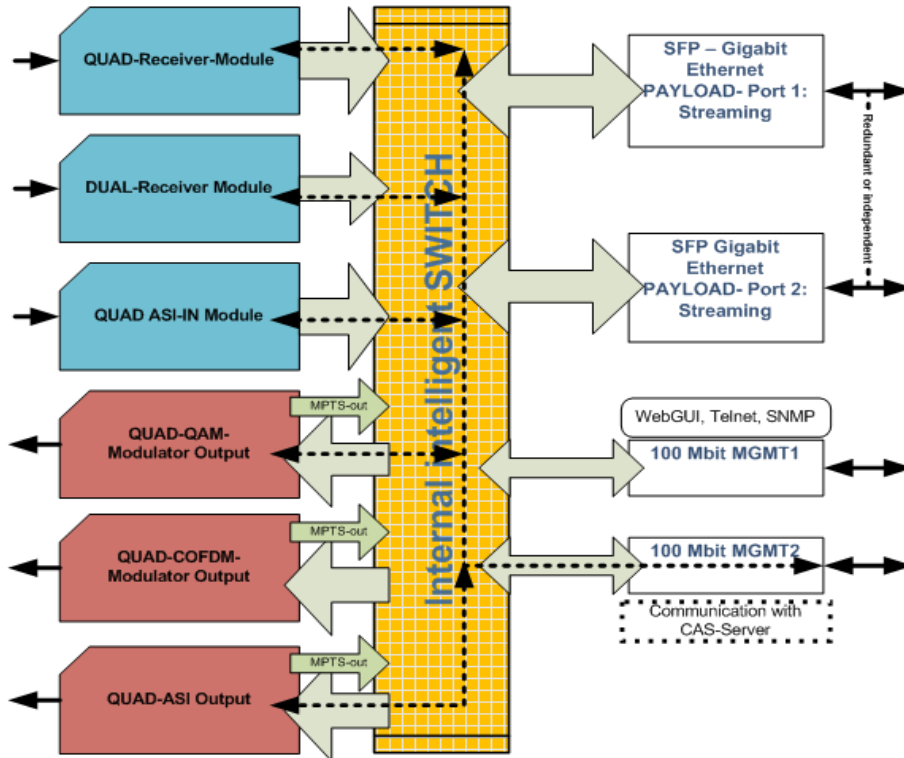 QUAD-Receiver-Module
DUAL-Receiver Module
QUAD ASI-IN Module
QUAD-QAM-
Modulator Output
MPTS-out
QUAD-COFDM-
Modulator Output
MPTS-out
QUAD-ASI Output
MPTS-out
Internal intelligent SWITCH
SFP – Gigabit
Ethernet
PAYLOAD- Port 1:
Streaming
Redundant or independent
SFP Gigabit
Ethernet
PAYLOAD- Port 2:
Streaming
WebGUI, Telnet, SNMP
100 Mbit MGMT1
100 Mbit MGMT2
Communication with
CAS-Server